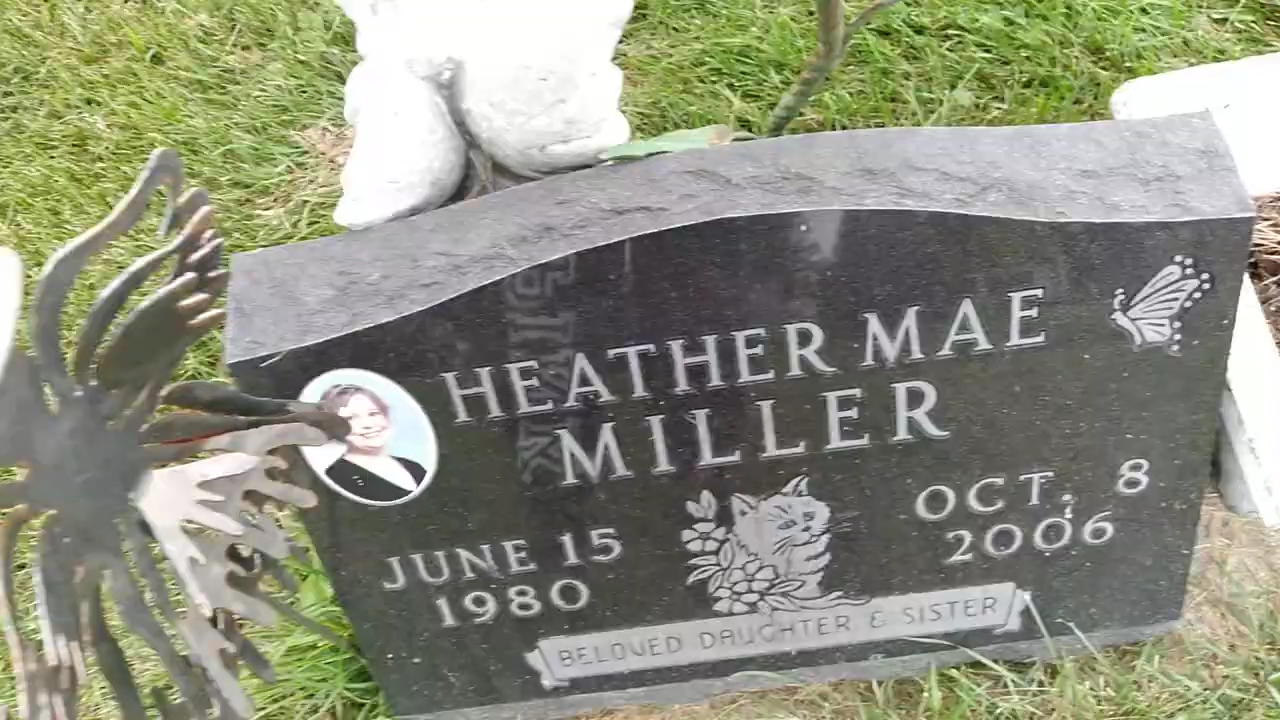 HEATHER MAE
MILLER
JUNE 15
1980
OCT. 8
2006
BELOVED DAUGHTER & SISTER